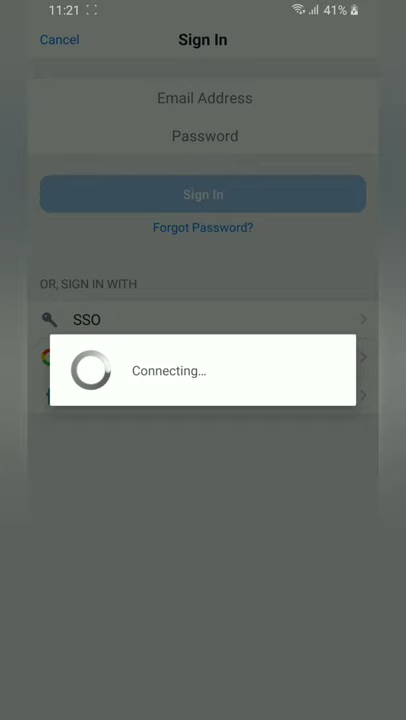 11:21 41%
Cancel Sign In
Email Address
Password
Sign In
Forgot Password?
OR, SIGN IN WITH
SSO
Connecting...